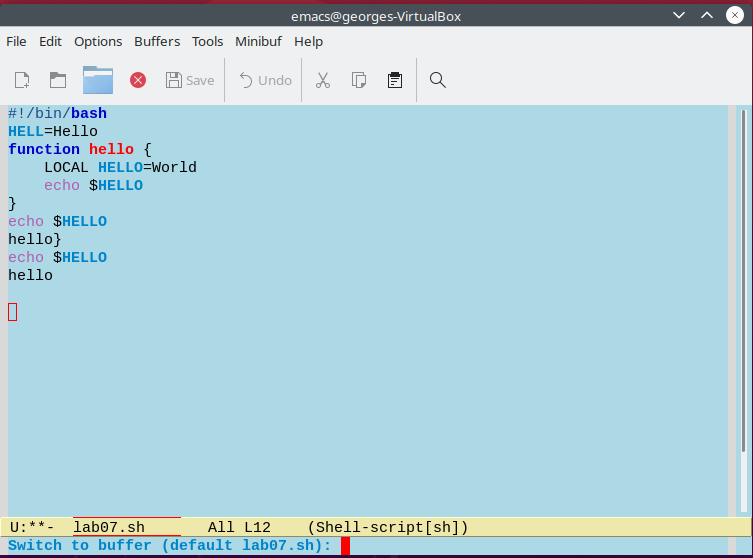 emacs@georges-VirtualBox
File Edit Options Buffers Tools Minibuf Help
Save Undo
#!/bin/bash
HELL=Hello
function hello {
    LOCAL HELLO=World
    echo $HELLO
}
echo $HELLO
hello}
echo $HELLO
hello
U:**- lab07.sh All L12 (Shell-script[sh])
Switch to buffer (default lab07.sh):